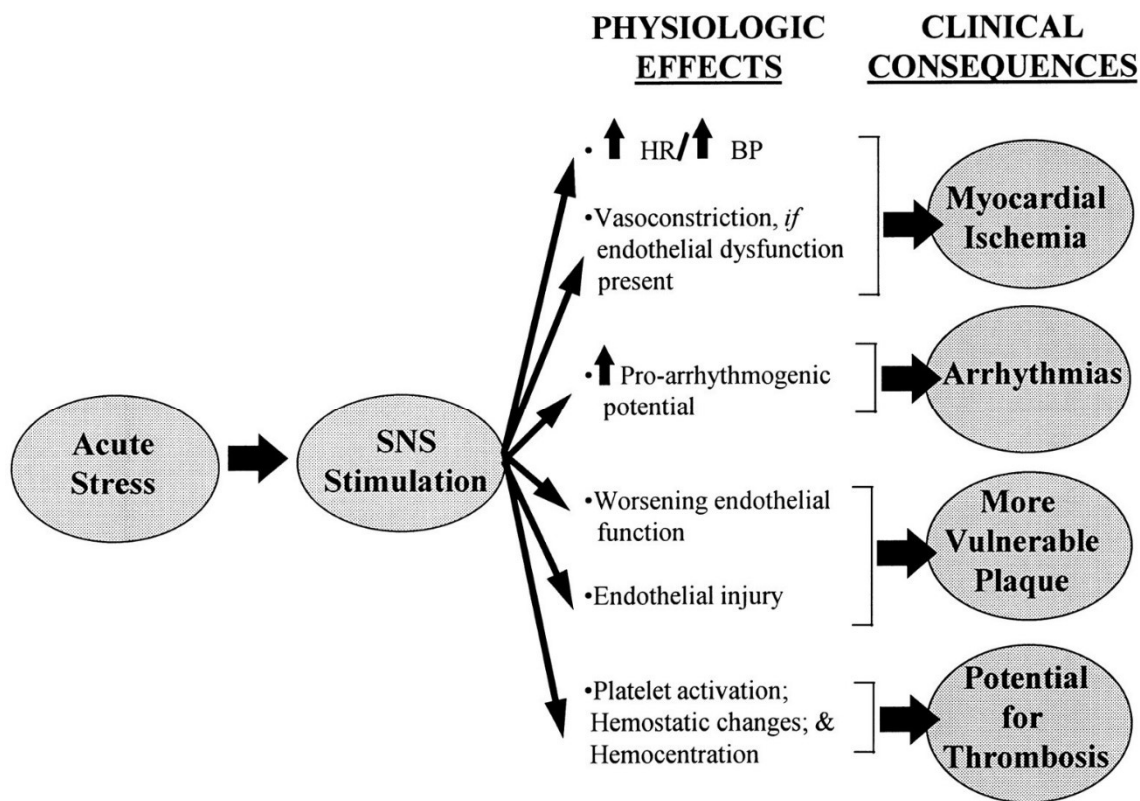 PHYSIOLOGIC
EFFECTS
CLINICAL
CONSEQUENCES
Acute
Stress
SNS
Stimulation
• HR/ BP
•Vasoconstriction, if
endothelial dysfunction
present
• Pro-arrhythmogenic
potential
•Worsening endothelial
function
•Endothelial injury
•Platelet activation;
Hemostatic changes; &
Hemocentration
Myocardial
Ischemia
Arrhythmias
More
Vulnerable
Plaque
Potential
for
Thrombosis